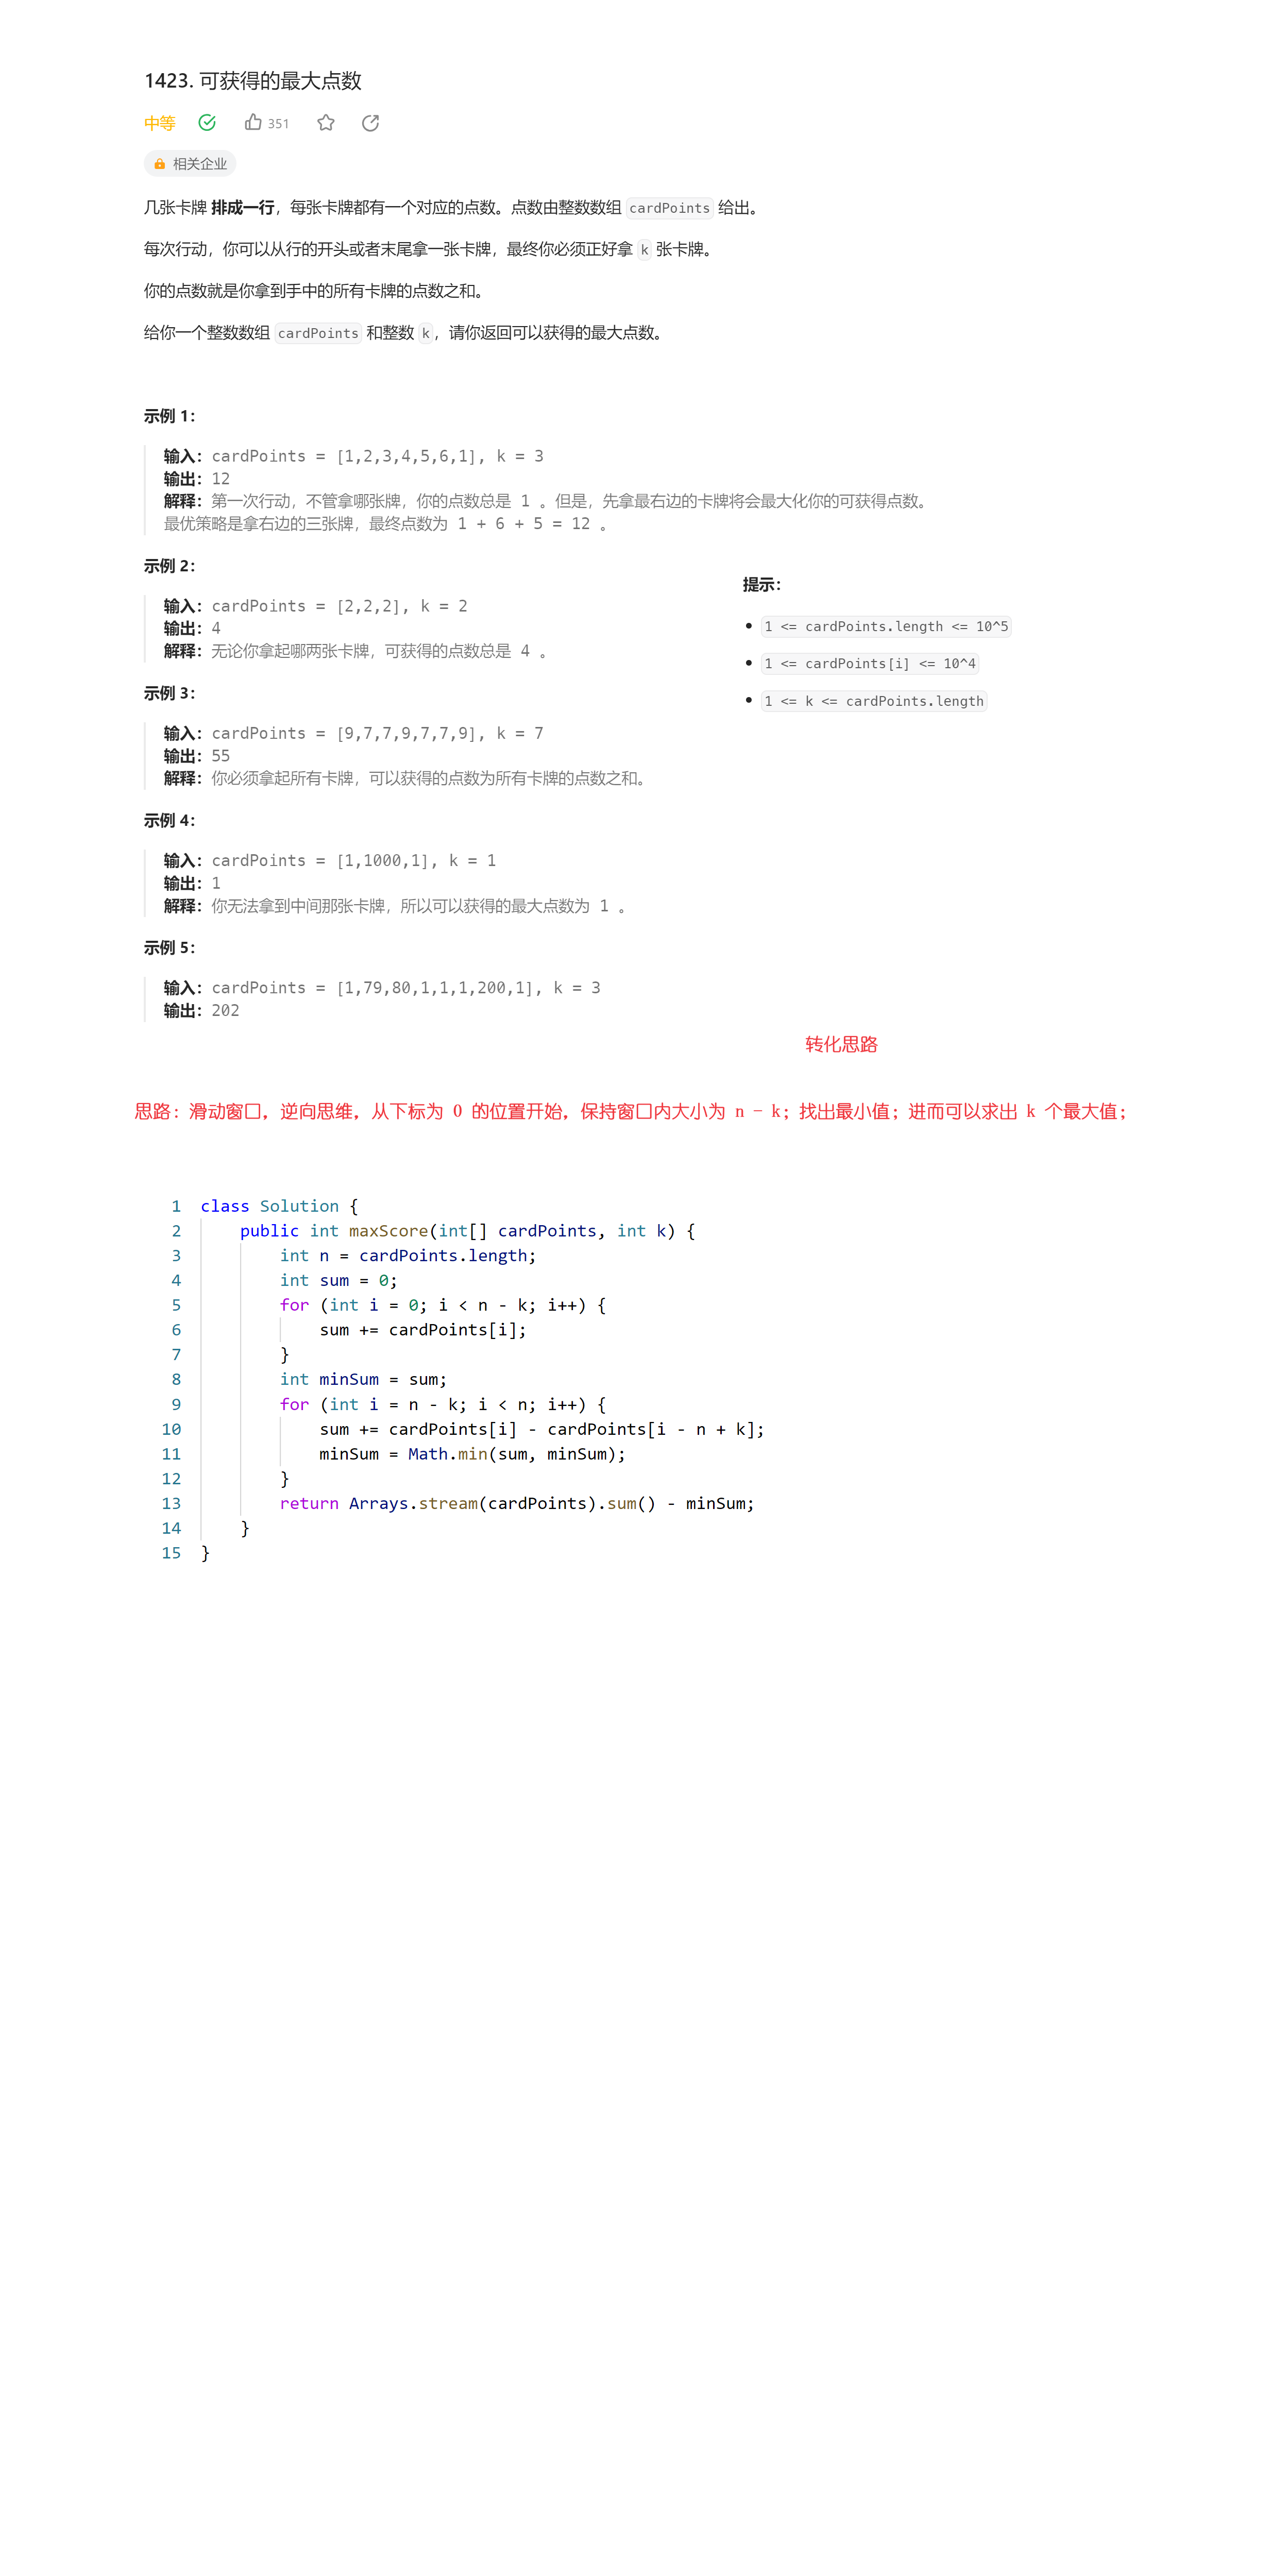 1423. 可获得的最大点数
中等 351
相关企业
几张卡牌 排成一行，每张卡牌都有一个对应的点数。点数由整数数组 cardPoints 给出。
每次行动，你可以从行的开头或者末尾拿一张卡牌，最终你必须正好拿 k 张卡牌。
你的点数就是你拿到手中的所有卡牌的点数之和。
给你一个整数数组 cardPoints 和整数 k，请你返回可以获得的最大点数。
示例 1：
输入：cardPoints = [1,2,3,4,5,6,1], k = 3
输出：12
解释：第一次行动，不管拿哪张牌，你的点数总是 1 。但是，先拿最右边的卡牌将会最大化你的可获得点数。
最优策略是拿右边的三张牌，最终点数为 1 + 6 + 5 = 12 。
示例 2：
输入：cardPoints = [2,2,2], k = 2
输出：4
解释：无论你拿起哪两张卡牌，可获得的点数总是 4 。
示例 3：
输入：cardPoints = [9,7,7,9,7,7,9], k = 7
输出：55
解释：你必须拿起所有卡牌，可以获得的点数为所有卡牌的点数之和。
示例 4：
输入：cardPoints = [1,1000,1], k = 1
输出：1
解释：你无法拿到中间那张卡牌，所以可以获得的最大点数为 1 。
示例 5：
输入：cardPoints = [1,79,80,1,1,1,200,1], k = 3
输出：202
提示：
1 <= cardPoints.length <= 10^5
1 <= cardPoints[i] <= 10^4
1 <= k <= cardPoints.length
转化思路
思路：滑动窗口，逆向思维，从下标为 0 的位置开始，保持窗口内大小为 n - k；找出最小值；进而可以求出 k 个最大值；
1 class Solution {
2 public int maxScore(int[] cardPoints, int k) {
3 int n = cardPoints.length;
4 int sum = 0;
5 for (int i = 0; i < n - k; i++) {
6 sum += cardPoints[i];
7 }
8 int minSum = sum;
9 for (int i = n - k; i < n; i++) {
10 sum += cardPoints[i] - cardPoints[i - n + k];
11 minSum = Math.min(sum, minSum);
12 }
13 return Arrays.stream(cardPoints).sum() - minSum;
14 }
15 }